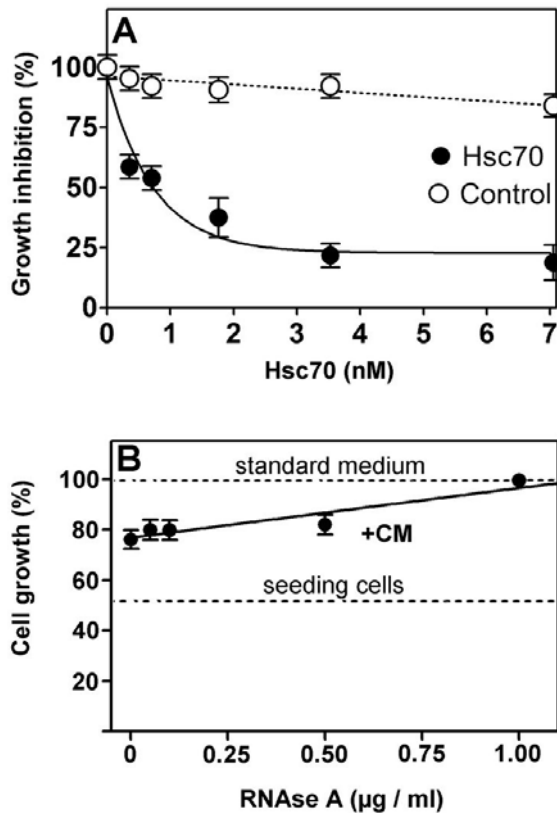 A
Growth inhibition (%)
100
75
50
25
0
Hsc70
Control
0 1 2 3 4 5 6 7
Hsc70 (nM)
B
Cell growth (%)
100
80
60
40
20
standard medium
+CM
seeding cells
0 0.25 0.50 0.75 1.00
RNAse A (µg / ml)